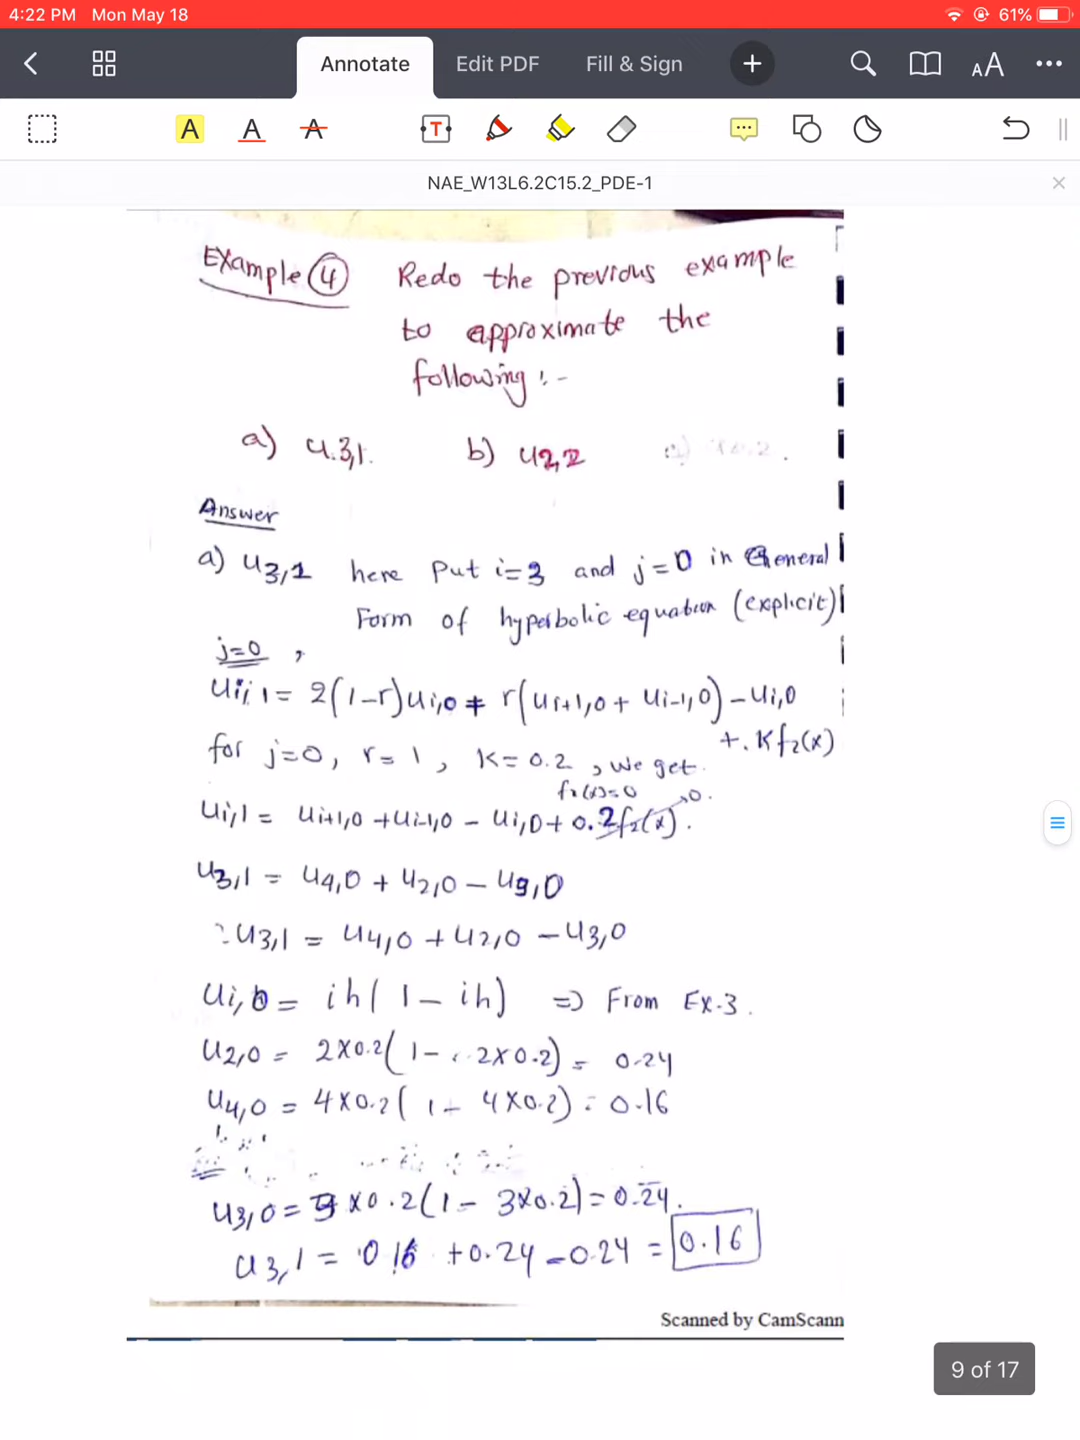 4:22 PM Mon May 18
61%
Annotate
Edit PDF
Fill & Sign
NAE_W13L6.2C15.2_PDE-1
Example ④ Redo the previous example
to approximate the
following :-
a) u3,1. b) u2,2
Answer
a) u3,1 here Put i=3 and j=0 in General
Form of hyperbolic equation (explicit)
j=0 ,
ui,1 = 2(1-r)ui,0 + r(ui+1,0 + ui-1,0) - ui,0
+ . K f2(x)
for j=0, r=1, K=0.2, we get.
f2(x)=0
ui,1 = ui+1,0 + ui-1,0 - ui,0 + 0.2f2(x). →0.
u3,1 = u4,0 + u2,0 - u3,0
∴ u3,1 = u4,0 + u2,0 - u3,0
ui,0 = ih(1 - ih) => From Ex.3.
u2,0 = 2x0.2(1 - 2x0.2) = 0.24
u4,0 = 4x0.2(1 - 4x0.2) = 0.16
u3,0 = 3x0.2(1 - 3x0.2) = 0.24.
u3,1 = 0.16 + 0.24 - 0.24 = 0.16
Scanned by CamScann
9 of 17